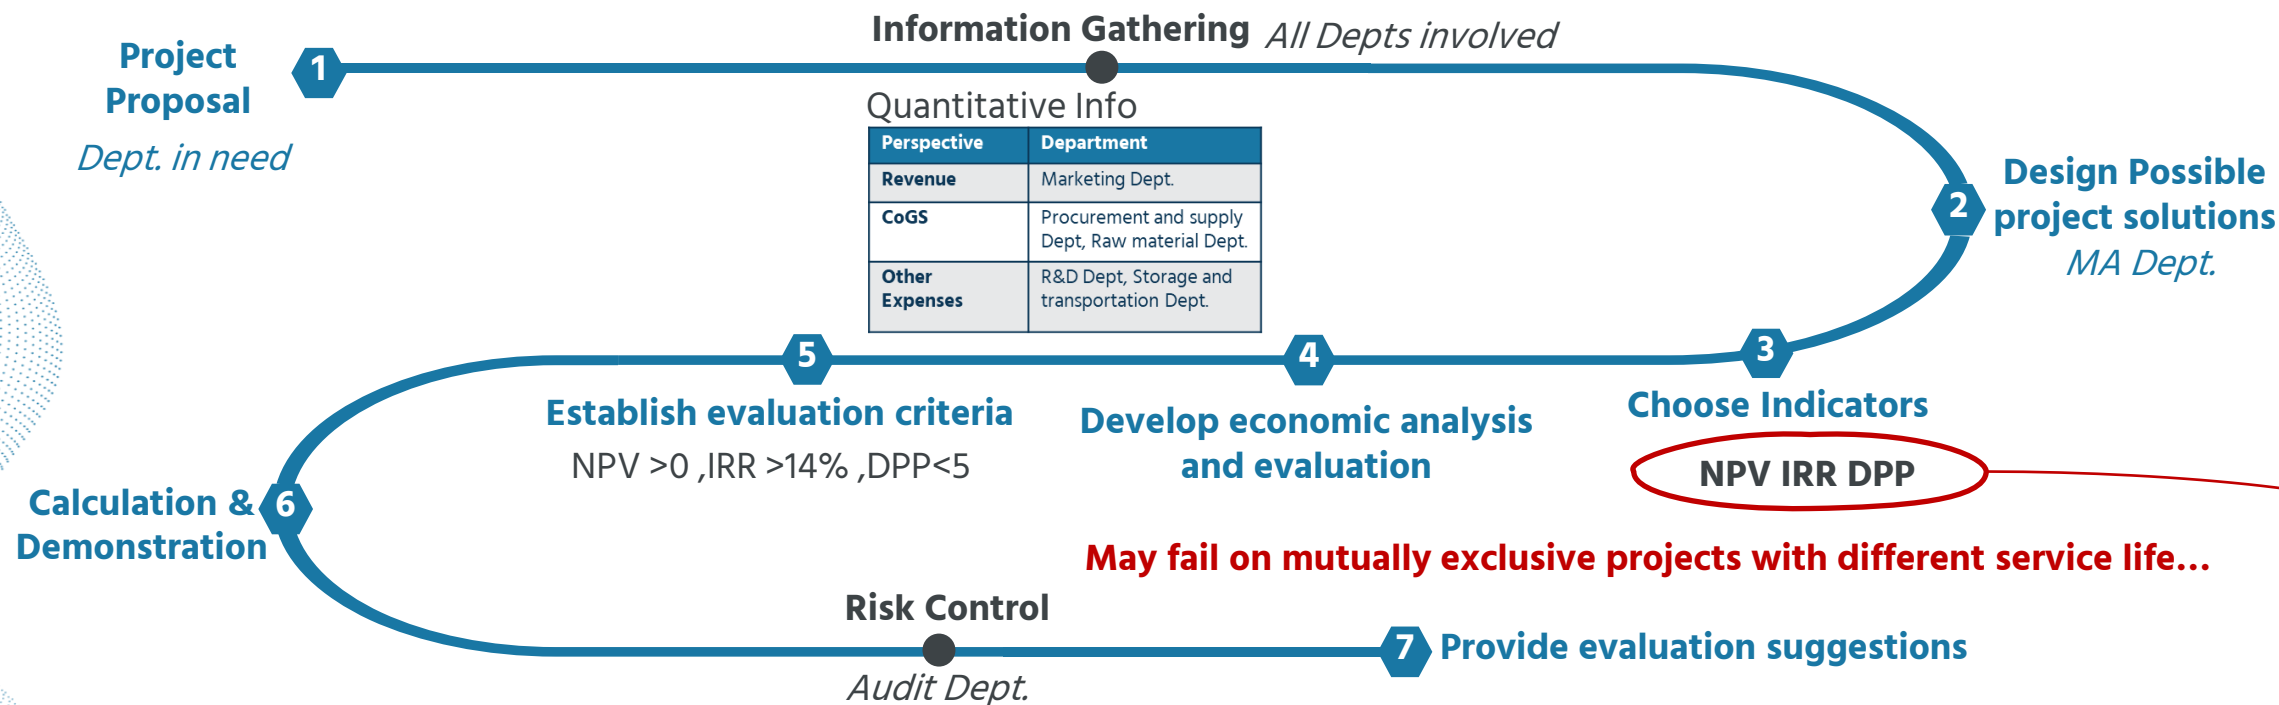 Project
Proposal
Dept. in need
1
Information Gathering
All Depts involved
Quantitative Info
Perspective
Department
Revenue
Marketing Dept.
CoGS
Procurement and supply
Dept, Raw material Dept.
Other
Expenses
R&D Dept, Storage and
transportation Dept.
2
Design Possible
project solutions
MA Dept.
3
Choose Indicators
NPV IRR DPP
May fail on mutually exclusive projects with different service life...
4
Develop economic analysis
and evaluation
5
Establish evaluation criteria
NPV >0 ,IRR >14% ,DPP<5
6
Calculation &
Demonstration
Risk Control
Audit Dept.
7
Provide evaluation suggestions